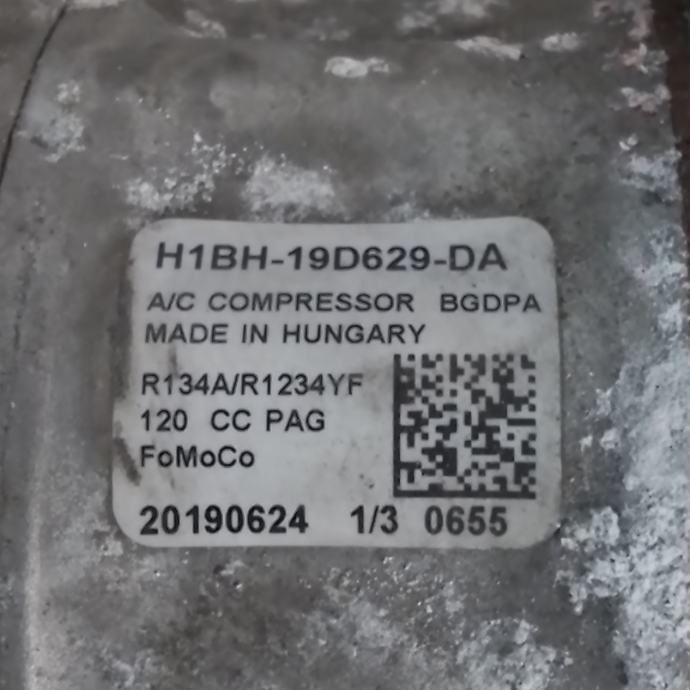 H1BH-19D629-DA
A/C COMPRESSOR BGDPA
MADE IN HUNGARY
R134A/R1234YF
120 CC PAG
FoMoCo
20190624 1/3 0655